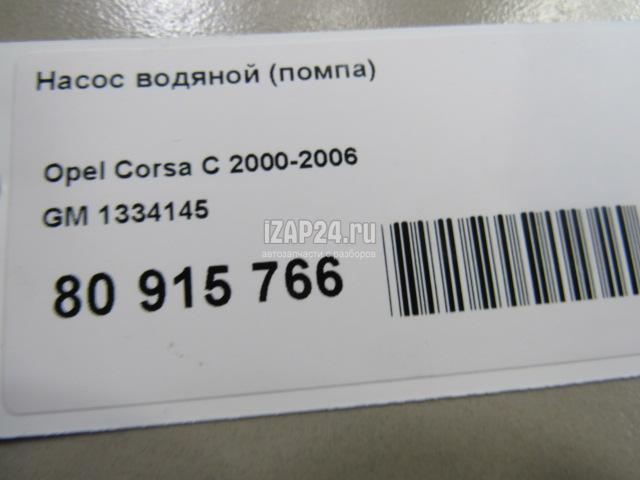 Насос водяной (помпа)
Opel Corsa C 2000-2006
GM 1334145
iZAP24.ru
автозапчасти с разборов
80 915 766